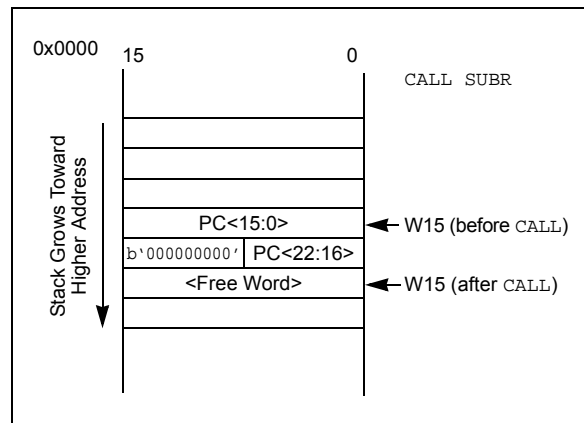 0x0000
15 0
CALL SUBR
Stack Grows Toward
Higher Address
PC<15:0>
W15 (before CALL)
b‘000000000’ PC<22:16>
<Free Word>
W15 (after CALL)